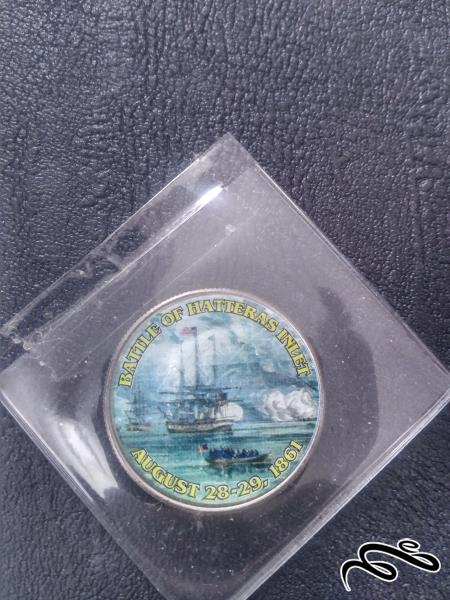 BATTLE OF HATTERAS INLET
AUGUST 28-29, 1861